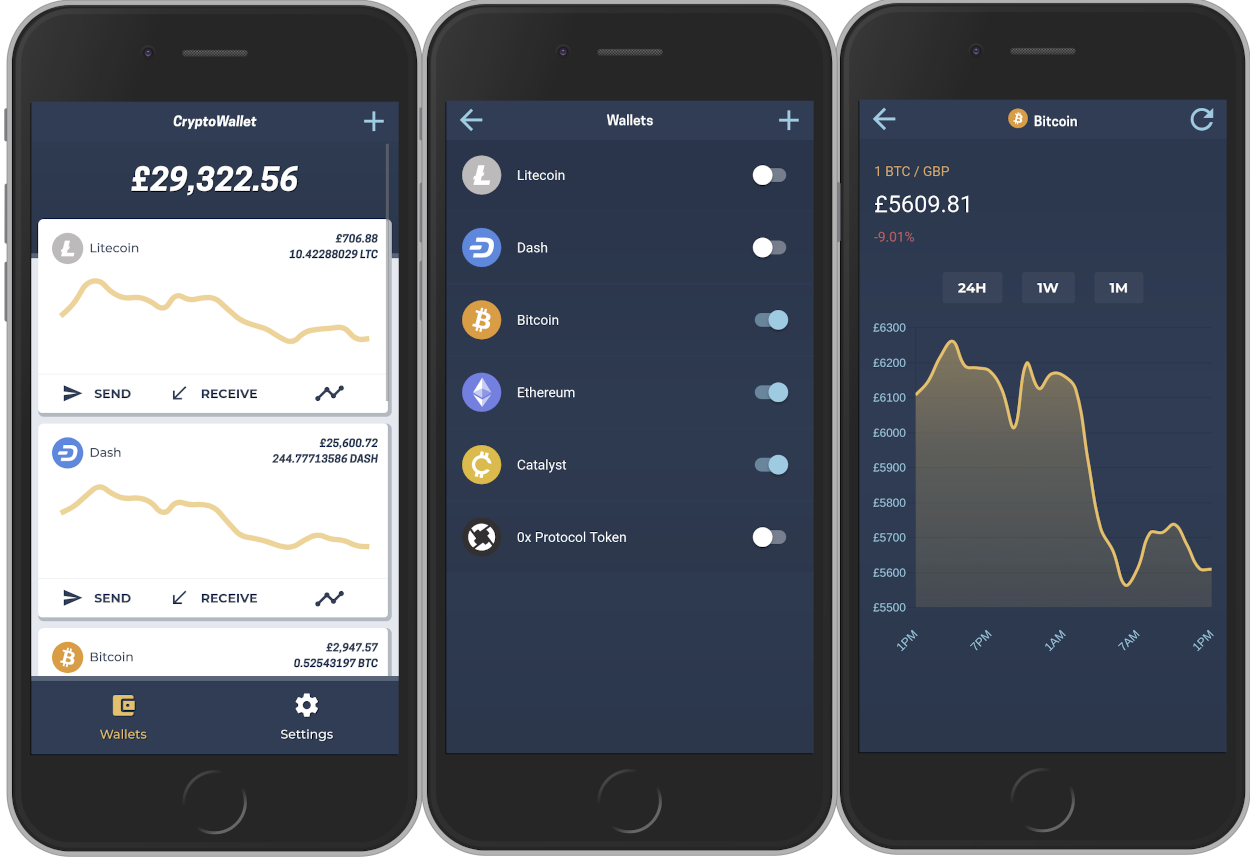 CryptoWallet
£29,322.56
Litecoin
£706.88
10.42288029 LTC
SEND
RECEIVE
Dash
£25,600.72
244.77713586 DASH
SEND
RECEIVE
Bitcoin
£2,947.57
0.52543197 BTC
Wallets
Settings
Wallets
Litecoin
Dash
Bitcoin
Ethereum
Catalyst
0x Protocol Token
Bitcoin
1 BTC / GBP
£5609.81
-9.01%
24H 1W 1M
£6300
£6200
£6100
£6000
£5900
£5800
£5700
£5600
£5500
1PM 7PM 1AM 7AM 1PM